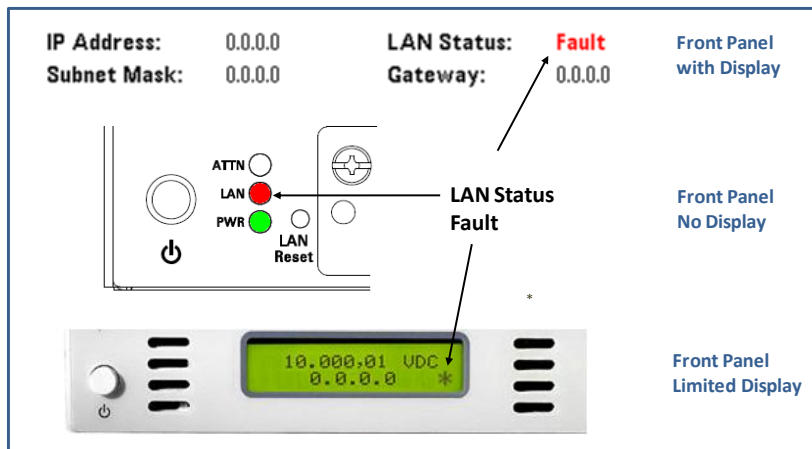 IP Address: 0.0.0.0 LAN Status: Fault
Subnet Mask: 0.0.0.0 Gateway: 0.0.0.0
Front Panel
with Display
ATTN
LAN
PWR
LAN
Reset
LAN Status
Fault
Front Panel
No Display
*
10.000,01 VDC
0.0.0.0 *
Front Panel
Limited Display